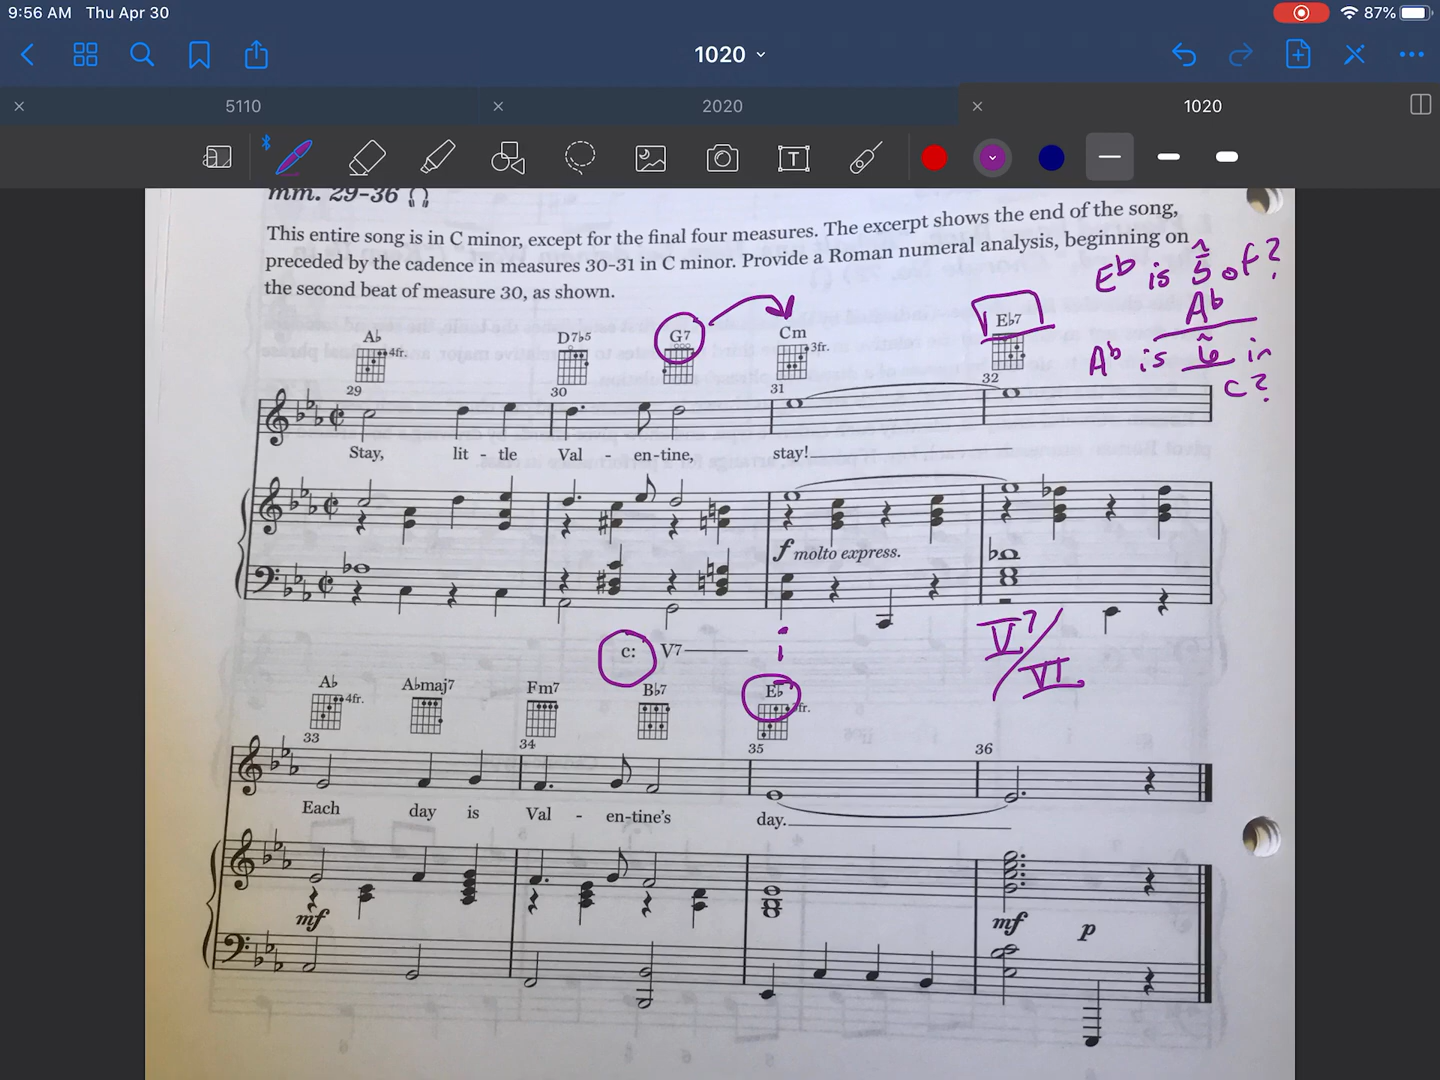 9:56 AM Thu Apr 30
87%
1020
5110
2020
1020
T
mm. 29-36
This entire song is in C minor, except for the final four measures. The excerpt shows the end of the song,
preceded by the cadence in measures 30-31 in C minor. Provide a Roman numeral analysis, beginning on
the second beat of measure 30, as shown.
E♭ is 5̂ of?
A♭
A♭ is 6̂ in
c?
A♭ D7♭5 G7 Cm E♭7
4fr. 3fr.
29 30 31 32
Stay, lit - tle Val - en-tine, stay!
f molto express.
c: V7 i V7/VI
A♭ A♭maj7 Fm7 B♭7 E♭
4fr. fr.
33 34 35 36
Each day is Val - en-tine's day.
mf mf p